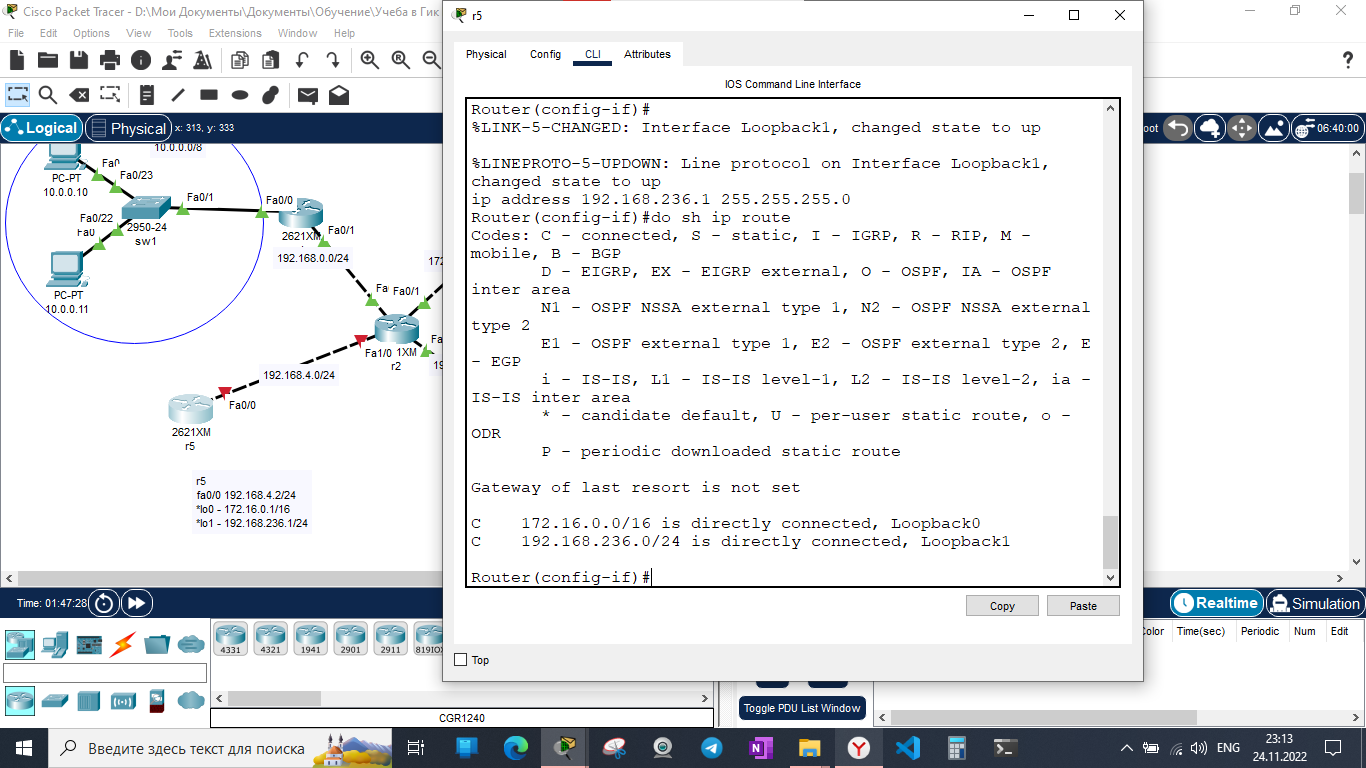 Cisco Packet Tracer - D:\Мои Документы\Документы\Обучение\Учеба в Гик
r5
File Edit Options View Tools Extensions Window Help
Physical Config CLI Attributes
IOS Command Line Interface
Logical Physical x: 313, y: 333
oot 06:40:00
10.0.0.0/8
Fa0
PC-PT
10.0.0.10
Fa0/23
Fa0/1
Fa0/0
Fa0/22
2950-24
sw1
Fa0
2621XM
Fa0/1
192.168.0.0/24
172
PC-PT
10.0.0.11
Fa Fa0/1
Fa1/0 1XM
r2
Fa
19
192.168.4.0/24
Fa0/0
2621XM
r5
r5
fa0/0 192.168.4.2/24
*lo0 - 172.16.0.1/16
*lo1 - 192.168.236.1/24
Router(config-if)#
%LINK-5-CHANGED: Interface Loopback1, changed state to up
%LINEPROTO-5-UPDOWN: Line protocol on Interface Loopback1,
changed state to up
ip address 192.168.236.1 255.255.255.0
Router(config-if)#do sh ip route
Codes: C - connected, S - static, I - IGRP, R - RIP, M -
mobile, B - BGP
D - EIGRP, EX - EIGRP external, O - OSPF, IA - OSPF
inter area
N1 - OSPF NSSA external type 1, N2 - OSPF NSSA external
type 2
E1 - OSPF external type 1, E2 - OSPF external type 2, E
- EGP
i - IS-IS, L1 - IS-IS level-1, L2 - IS-IS level-2, ia -
IS-IS inter area
* - candidate default, U - per-user static route, o -
ODR
P - periodic downloaded static route
Gateway of last resort is not set
C 172.16.0.0/16 is directly connected, Loopback0
C 192.168.236.0/24 is directly connected, Loopback1
Router(config-if)#
Copy Paste
Top
Time: 01:47:28
Realtime Simulation
4331 4321 1941 2901 2911 819IOX
CGR1240
Color Time(sec) Periodic Num Edit
Toggle PDU List Window
Введите здесь текст для поиска
ENG
23:13
24.11.2022